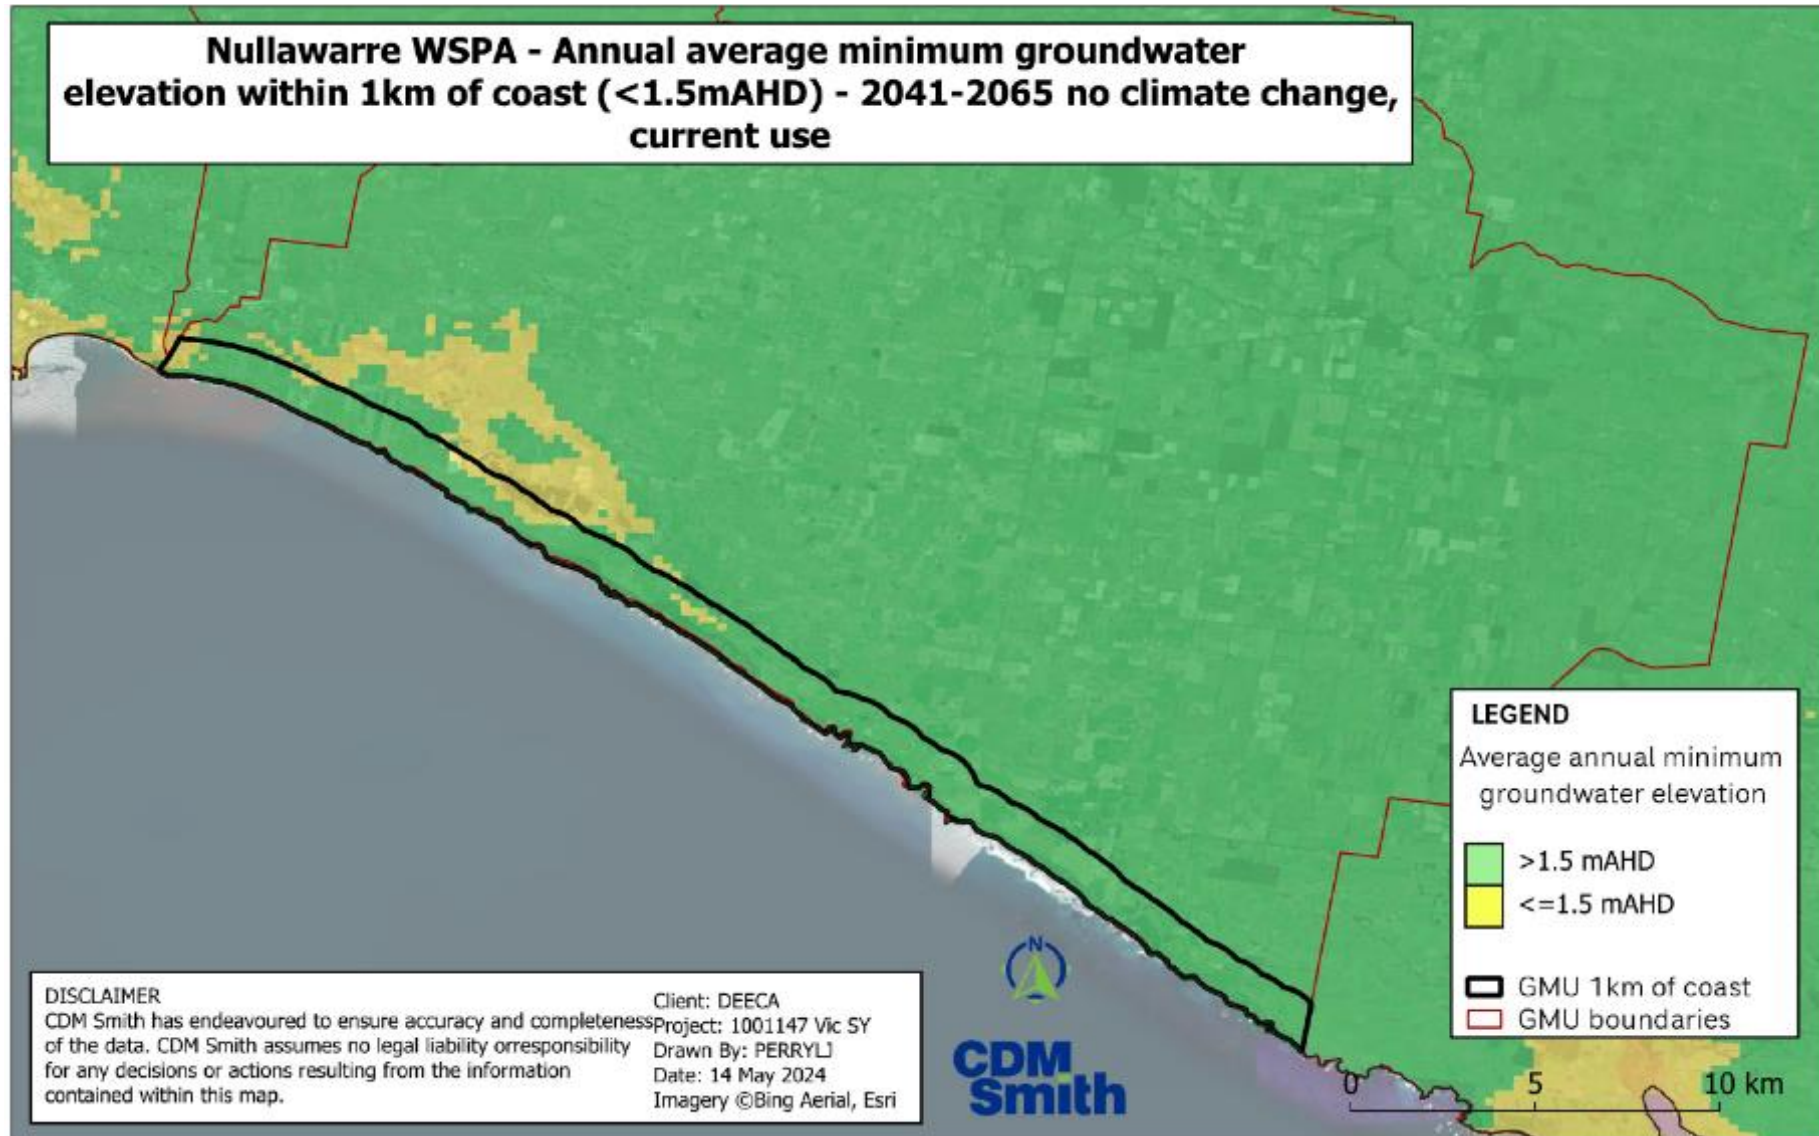 Nullawarre WSPA - Annual average minimum groundwater
elevation within 1km of coast (<1.5mAHD) - 2041-2065 no climate change,
current use
LEGEND
Average annual minimum
groundwater elevation
>1.5 mAHD
<=1.5 mAHD
GMU 1km of coast
GMU boundaries
DISCLAIMER
CDM Smith has endeavoured to ensure accuracy and completeness
of the data. CDM Smith assumes no legal liability orresponsibility
for any decisions or actions resulting from the information
contained within this map.
Client: DEECA
Project: 1001147 Vic SY
Drawn By: PERRYLJ
Date: 14 May 2024
Imagery ©Bing Aerial, Esri
N
CDM
Smith
0 5 10 km